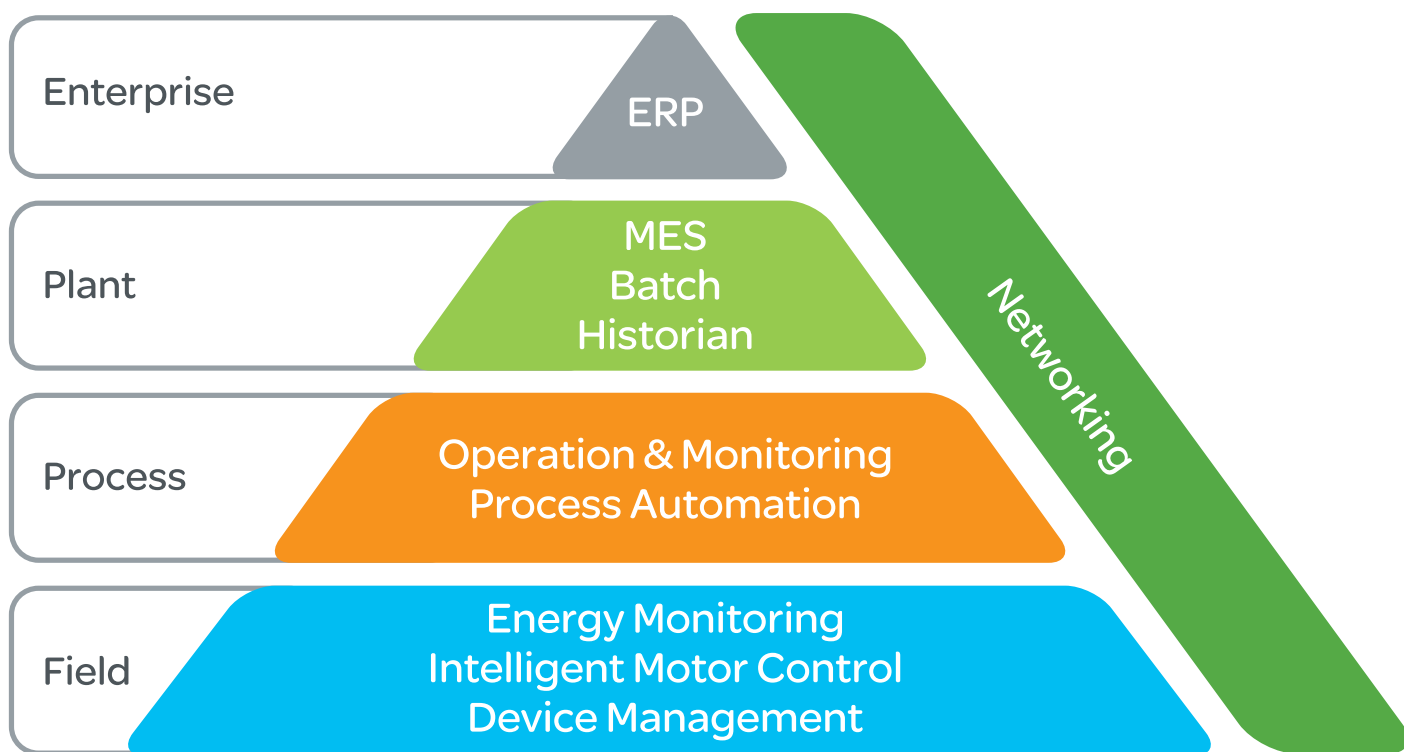 Enterprise
ERP
Plant
MES
Batch
Historian
Process
Operation & Monitoring
Process Automation
Field
Energy Monitoring
Intelligent Motor Control
Device Management
Networking